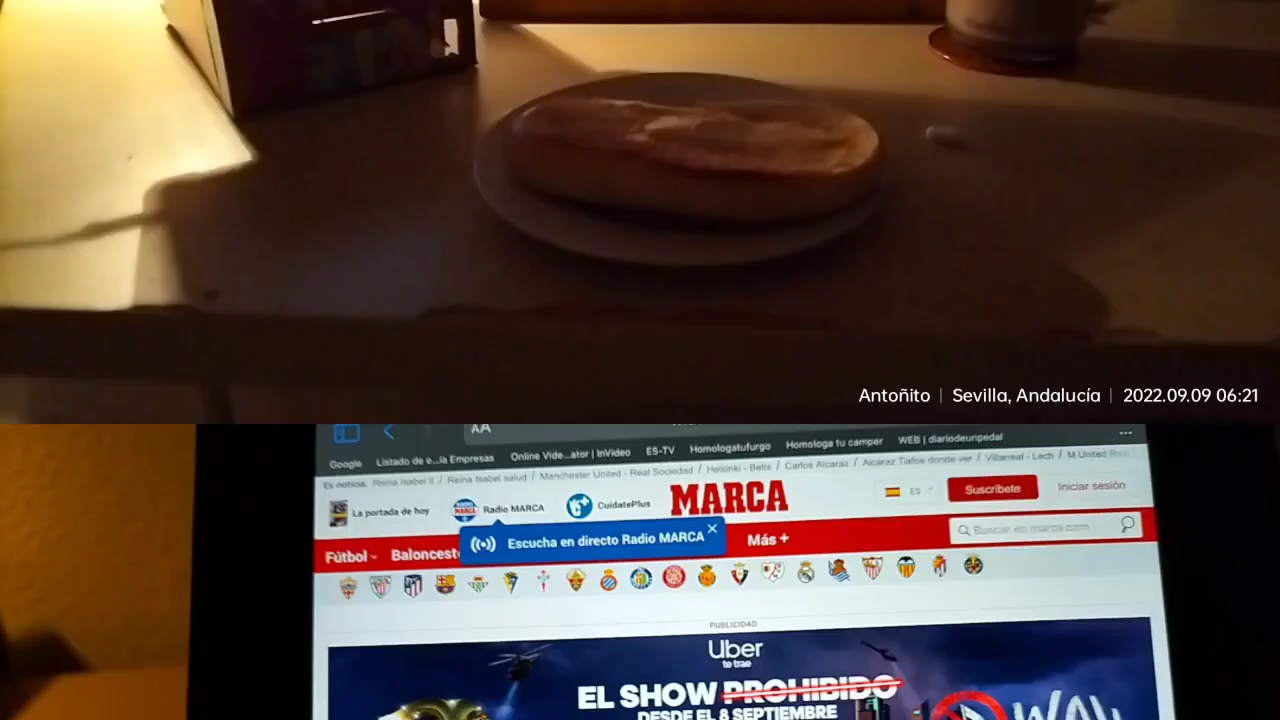 Antoñito | Sevilla, Andalucía | 2022.09.09 06:21
AA
Google Listado de e...ía Empresas Online Vide...ator | InVideo ES-TV Homologatufurgo Homologa tu camper WEB | diariodeunpedal
Es noticia. Reina Isabel II / Reina Isabel salud / Manchester United - Real Sociedad / Helsinki - Betis / Carlos Alcaraz / Alcaraz Tiafoe donde ver / Villarreal - Lech / M United
La portada de hoy Radio MARCA CuidatePlus MARCA ES Suscríbete Iniciar sesión
Escucha en directo Radio MARCA
Fútbol Baloncesto Más + Buscar en marca.com
PUBLICIDAD
Uber
te trae
EL SHOW PROHIBIDO
DESDE EL 8 SEPTIEMBRE